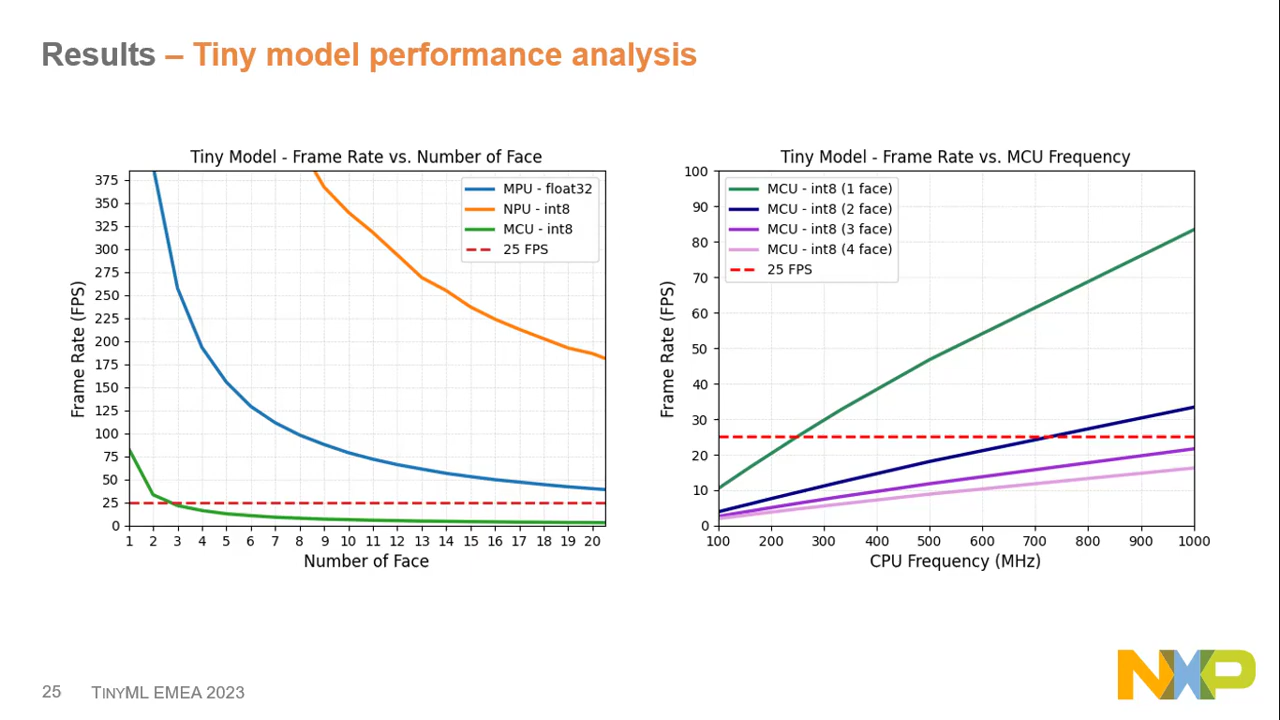 Results – Tiny model performance analysis
Tiny Model - Frame Rate vs. Number of Face
375
350
325
300
275
250
225
200
175
150
125
100
75
50
25
0
Frame Rate (FPS)
MPU - float32
NPU - int8
MCU - int8
25 FPS
1 2 3 4 5 6 7 8 9 10 11 12 13 14 15 16 17 18 19 20
Number of Face
Tiny Model - Frame Rate vs. MCU Frequency
100
90
80
70
60
50
40
30
20
10
0
Frame Rate (FPS)
MCU - int8 (1 face)
MCU - int8 (2 face)
MCU - int8 (3 face)
MCU - int8 (4 face)
25 FPS
100 200 300 400 500 600 700 800 900 1000
CPU Frequency (MHz)
25 TINYML EMEA 2023
NXP